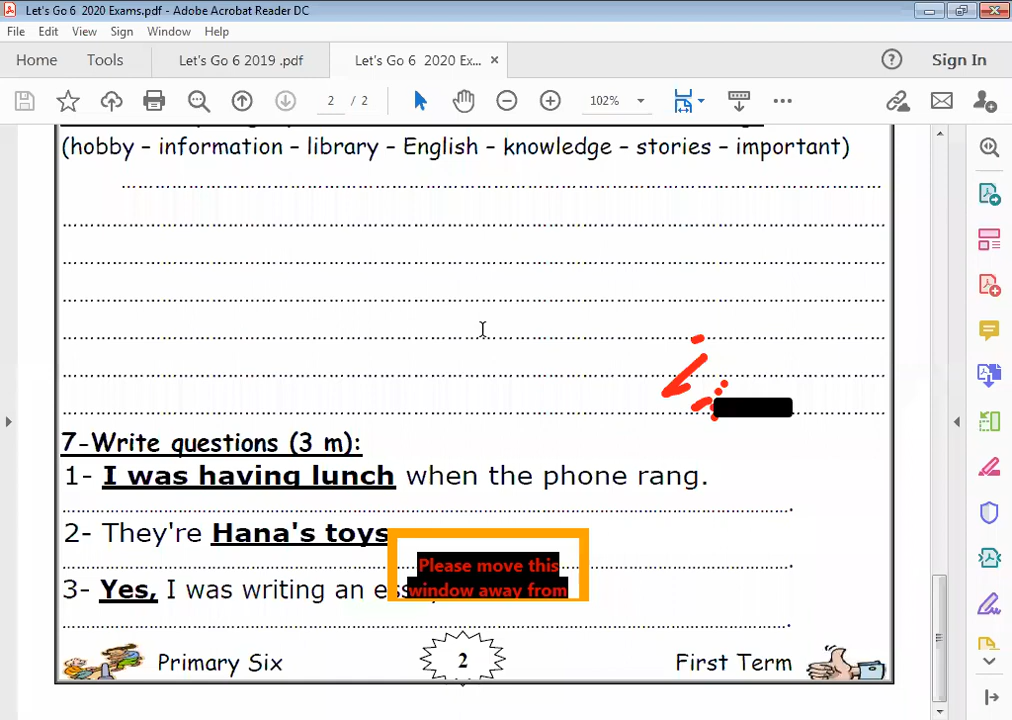 Let's Go 6  2020 Exams.pdf - Adobe Acrobat Reader DC
File Edit View Sign Window Help
Home Tools Let's Go 6 2019 .pdf Let's Go 6  2020 Ex... × ? Sign In
2 / 2 102%
(hobby – information – library – English – knowledge – stories – important)
7-Write questions (3 m):
1- I was having lunch when the phone rang.
2- They're Hana's toys
3- Yes, I was writing an
Please move this
window away from
Primary Six 2 First Term